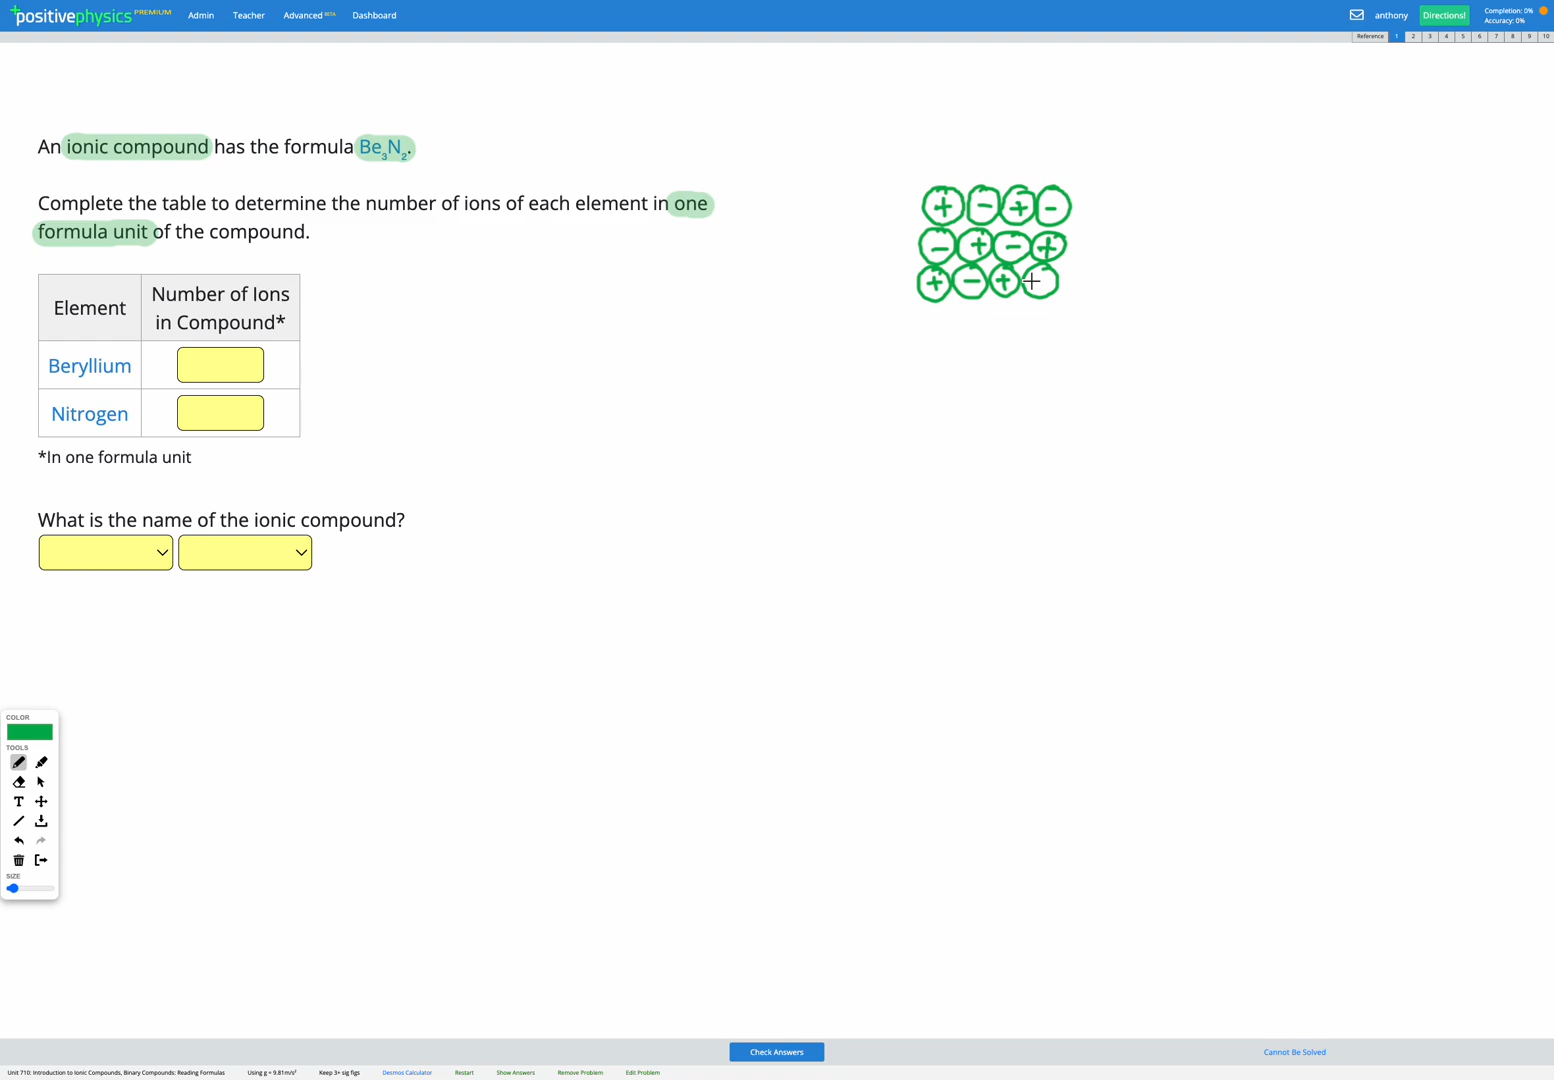 positivephysics PREMIUM Admin Teacher Advanced BETA Dashboard anthony Directions! Completion: 0%
Accuracy: 0%
Reference 1 2 3 4 5 6 7 8 9 10
An ionic compound has the formula Be₃N₂.
Complete the table to determine the number of ions of each element in one
formula unit of the compound.
Element Number of Ions
in Compound*
Beryllium
Nitrogen
*In one formula unit
What is the name of the ionic compound?
+ - + -
- + - +
+ - +
COLOR
TOOLS
T
SIZE
Check Answers Cannot Be Solved
Unit 710: Introduction to Ionic Compounds, Binary Compounds: Reading Formulas Using g = 9.81m/s² Keep 3+ sig figs Desmos Calculator Restart Show Answers Remove Problem Edit Problem